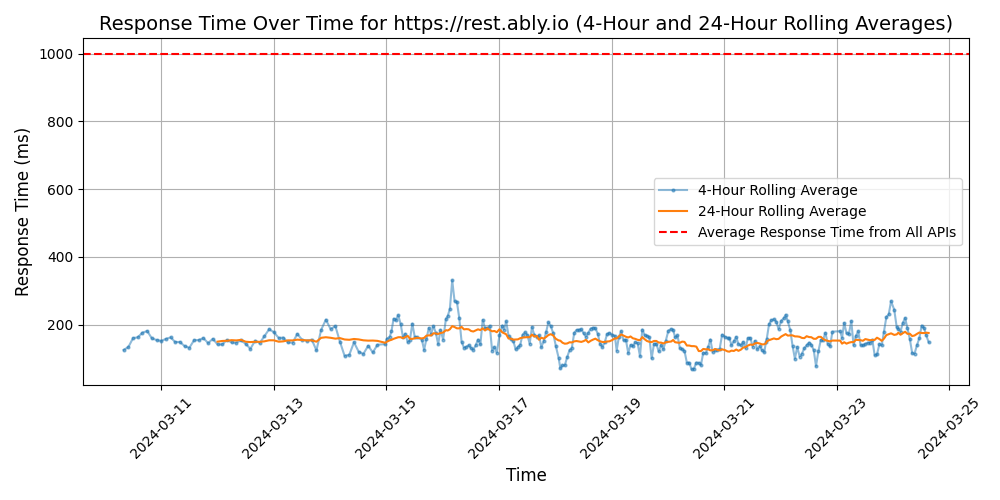 Response Time Over Time for https://rest.ably.io (4-Hour and 24-Hour Rolling Averages)
Response Time (ms)
1000
800
600
400
200
4-Hour Rolling Average
24-Hour Rolling Average
Average Response Time from All APIs
2024-03-11
2024-03-13
2024-03-15
2024-03-17
2024-03-19
2024-03-21
2024-03-23
2024-03-25
Time